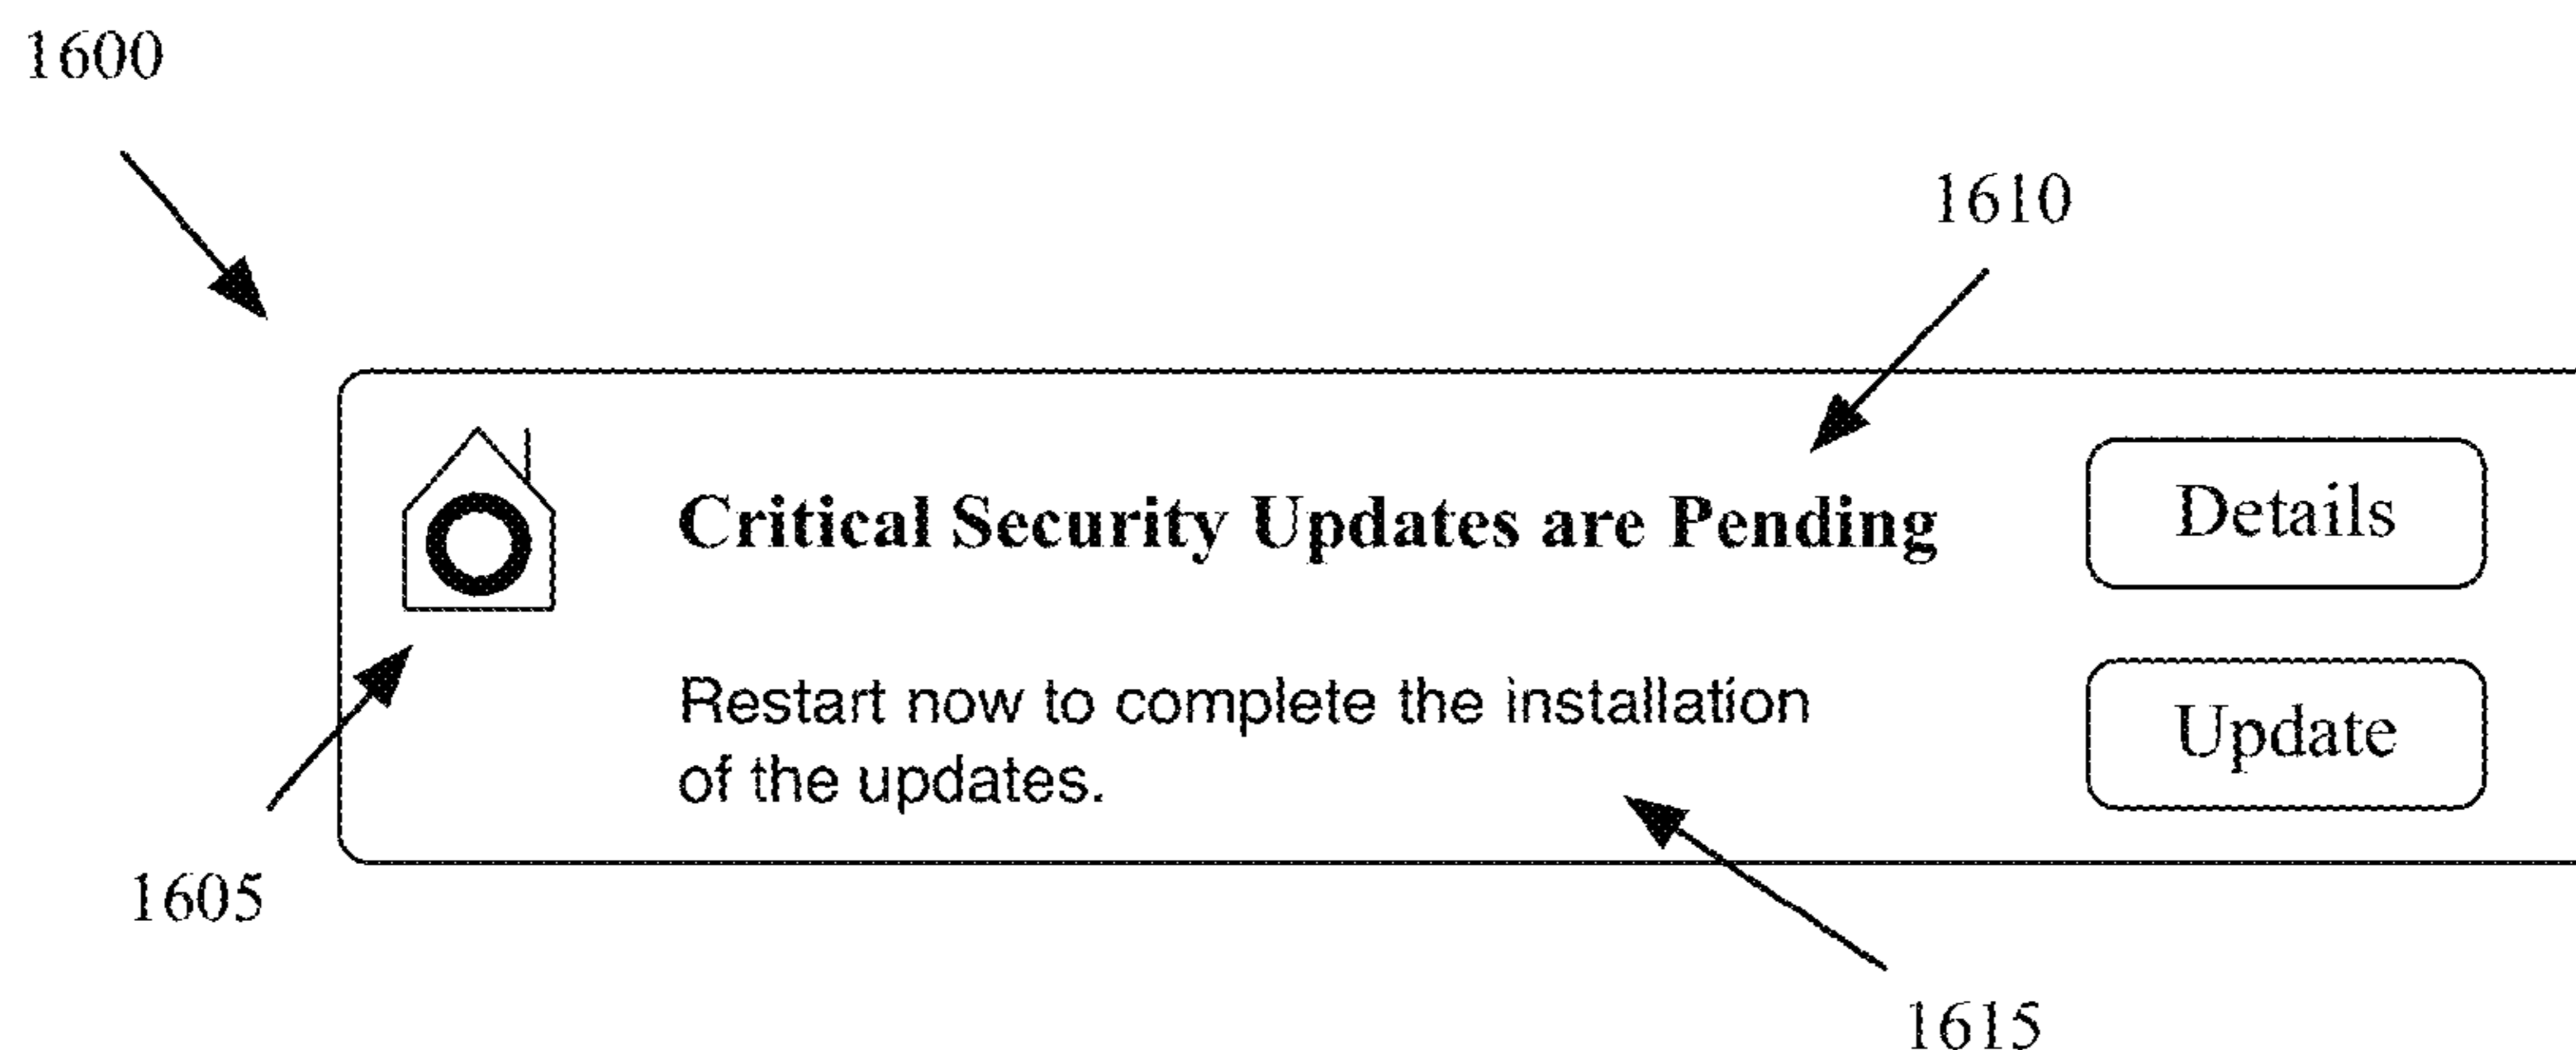 1600
1610
Critical Security Updates are Pending
Details
Restart now to complete the installation
of the updates.
Update
1605
1615